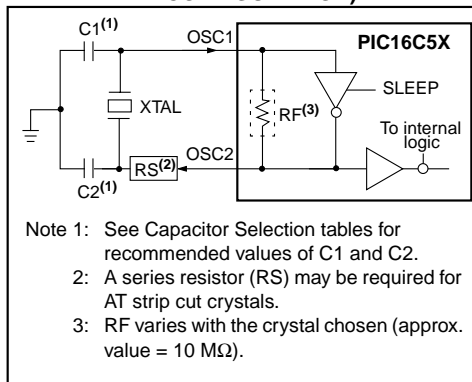 C1(1)
OSC1
PIC16C5X
SLEEP
XTAL
RF(3)
To internal
logic
OSC2
RS(2)
C2(1)
Note 1: See Capacitor Selection tables for
recommended values of C1 and C2.
2: A series resistor (RS) may be required for
AT strip cut crystals.
3: RF varies with the crystal chosen (approx.
value = 10 MΩ).